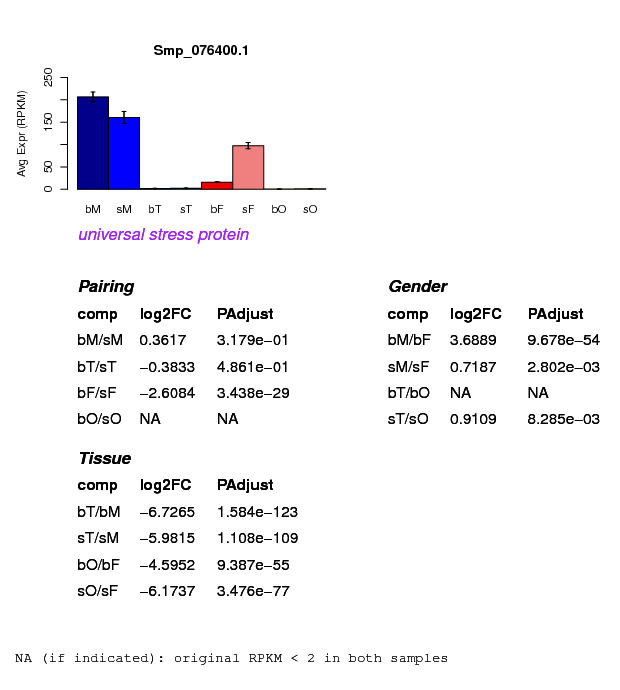 Smp_076400.1
Avg Expr (RPKM)
250
150
50
0
bM sM bT sT bF sF bO sO
universal stress protein
Pairing
comp log2FC PAdjust
bM/sM 0.3617 3.179e−01
bT/sT −0.3833 4.861e−01
bF/sF −2.6084 3.438e−29
bO/sO NA NA
Gender
comp log2FC PAdjust
bM/bF 3.6889 9.678e−54
sM/sF 0.7187 2.802e−03
bT/bO NA NA
sT/sO 0.9109 8.285e−03
Tissue
comp log2FC PAdjust
bT/bM −6.7265 1.584e−123
sT/sM −5.9815 1.108e−109
bO/bF −4.5952 9.387e−55
sO/sF −6.1737 3.476e−77
NA (if indicated): original RPKM < 2 in both samples